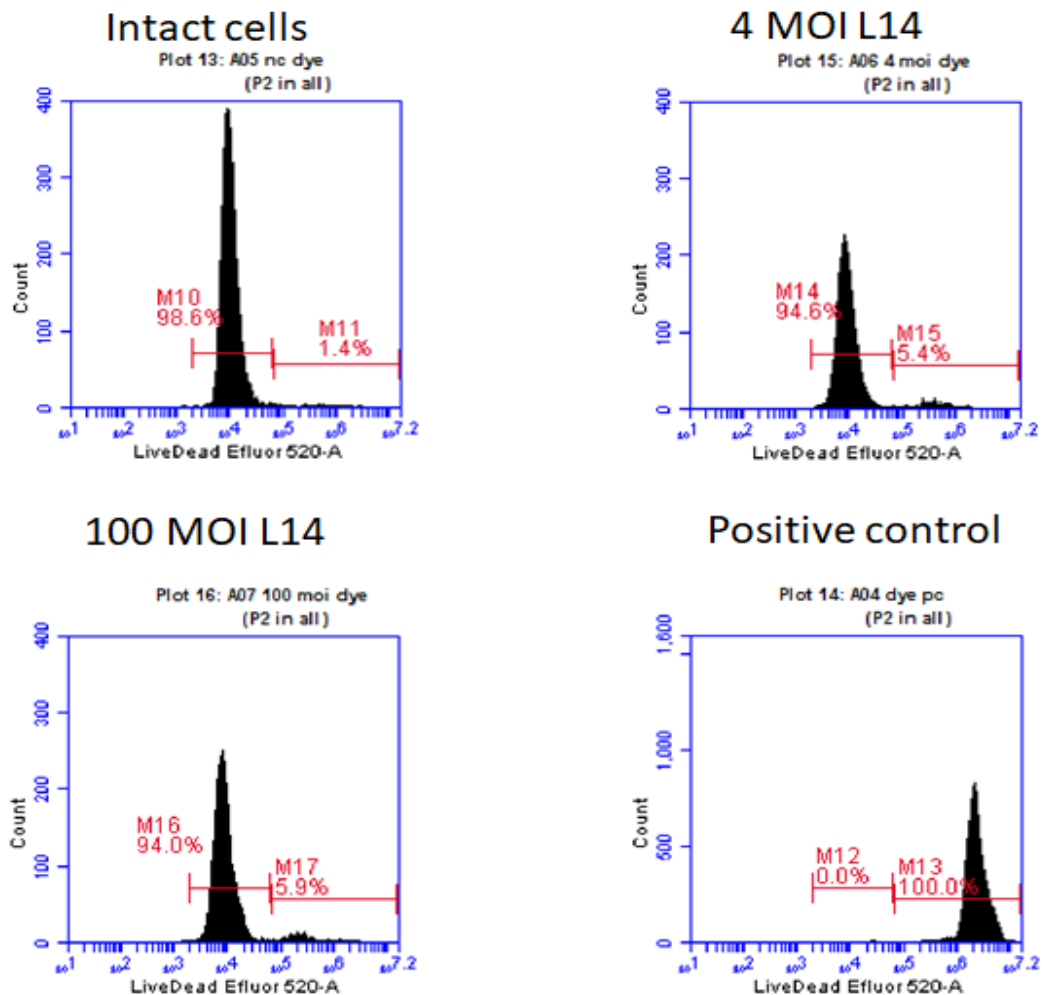 Intact cells
Plot 13: A05 nc dye
(P2 in all)
400
300
200
100
0
Count
M10
98.6%
M11
1.4%
LiveDead Efluor 520-A
4 MOI L14
Plot 15: A06 4 moi dye
(P2 in all)
400
300
200
100
0
Count
M14
94.6%
M15
5.4%
LiveDead Efluor 520-A
100 MOI L14
Plot 16: A07 100 moi dye
(P2 in all)
400
300
200
100
0
Count
M16
94.0%
M17
5.9%
LiveDead Efluor 520-A
Positive control
Plot 14: A04 dye pc
(P2 in all)
1,600
1,000
500
0
Count
M12
0.0%
M13
100.0%
LiveDead Efluor 520-A